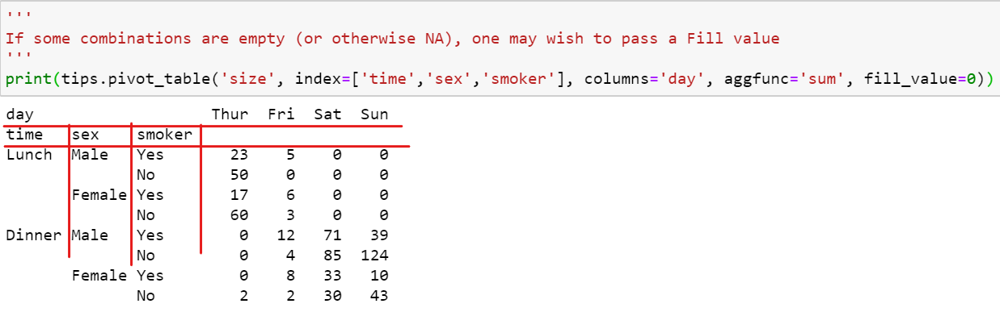 '''
If some combinations are empty (or otherwise NA), one may wish to pass a Fill value
'''
print(tips.pivot_table('size', index=['time','sex','smoker'], columns='day', aggfunc='sum', fill_value=0))
day Thur Fri Sat Sun
time sex smoker
Lunch Male Yes 23 5 0 0
No 50 0 0 0
Female Yes 17 6 0 0
No 60 3 0 0
Dinner Male Yes 0 12 71 39
No 0 4 85 124
Female Yes 0 8 33 10
No 2 2 30 43